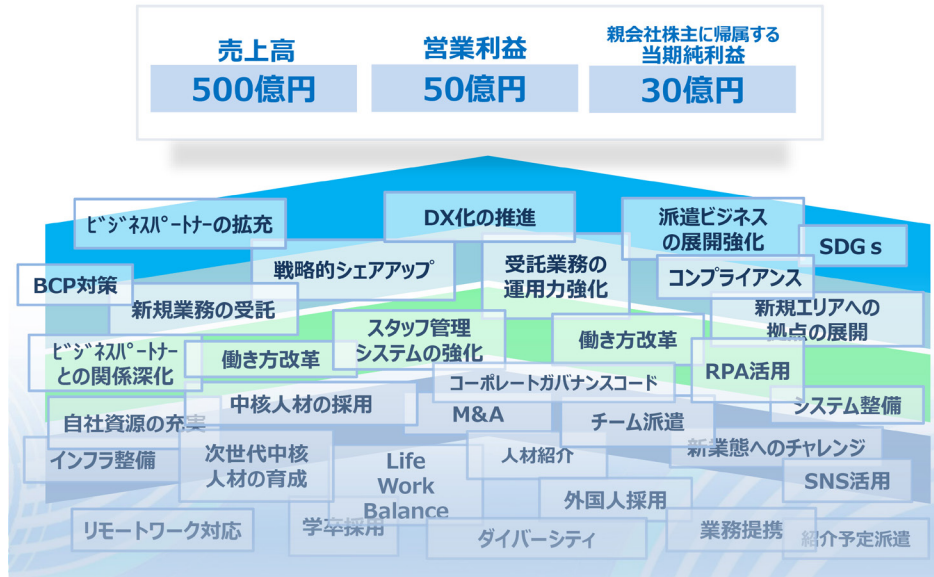 売上高
500億円
営業利益
50億円
親会社株主に帰属する
当期純利益
30億円
ﾋﾞｼﾞﾈｽﾊﾟｰﾄﾅｰの拡充
DX化の推進
派遣ビジネス
の展開強化
SDGｓ
BCP対策
戦略的シェアアップ
受託業務の
運用力強化
コンプライアンス
新規業務の受託
新規エリアへの
拠点の展開
ﾋﾞｼﾞﾈｽﾊﾟｰﾄﾅｰ
との関係深化
働き方改革
スタッフ管理
システムの強化
働き方改革
RPA活用
コーポレートガバナンスコード
自社資源の充実
中核人材の採用
M&A
チーム派遣
システム整備
インフラ整備
次世代中核
人材の育成
Life
Work
Balance
人材紹介
新業態へのチャレンジ
SNS活用
外国人採用
リモートワーク対応
学卒採用
ダイバーシティ
業務提携
紹介予定派遣